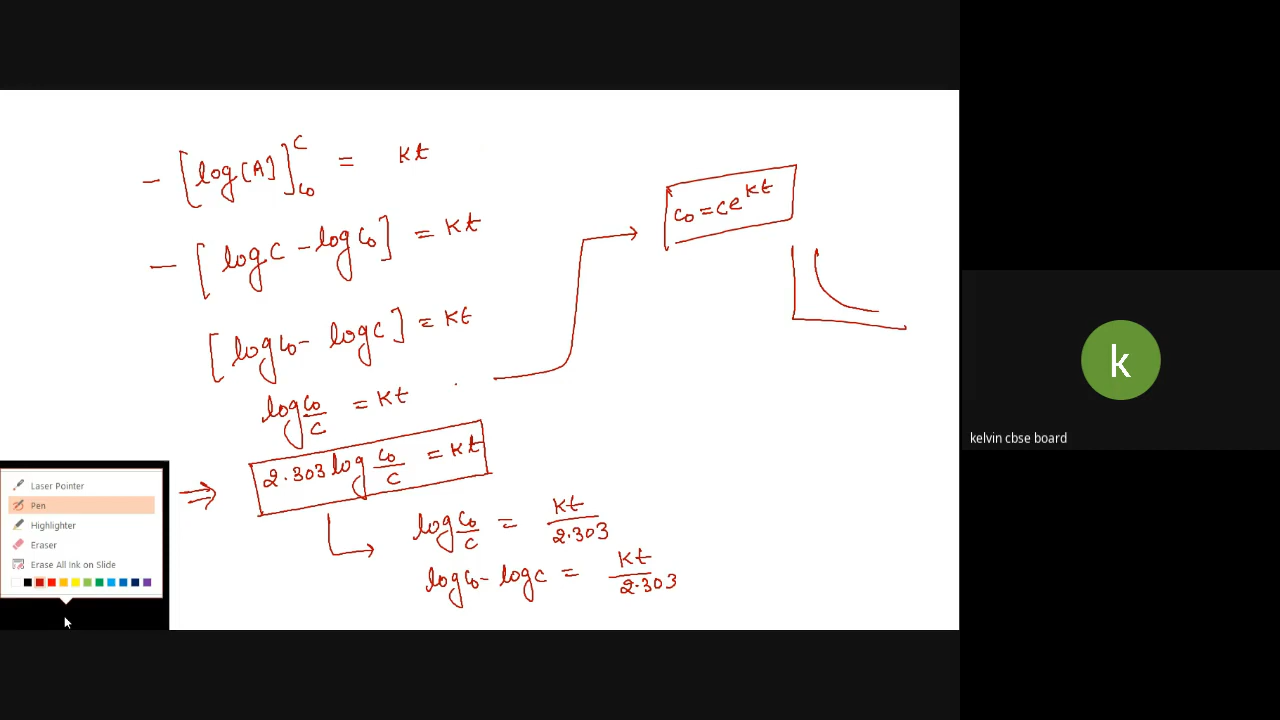 - [log[A]]_{C0}^{C} = Kt
- [log C - log C0] = Kt
[log C0 - log C] = Kt
log C0/C = Kt
⇒ 2.303 log C0/C = Kt
log C0/C = Kt/2.303
log C0 - log C = Kt/2.303
C0 = Ce^{Kt}
Laser Pointer
Pen
Highlighter
Eraser
Erase All Ink on Slide
k
kelvin cbse board